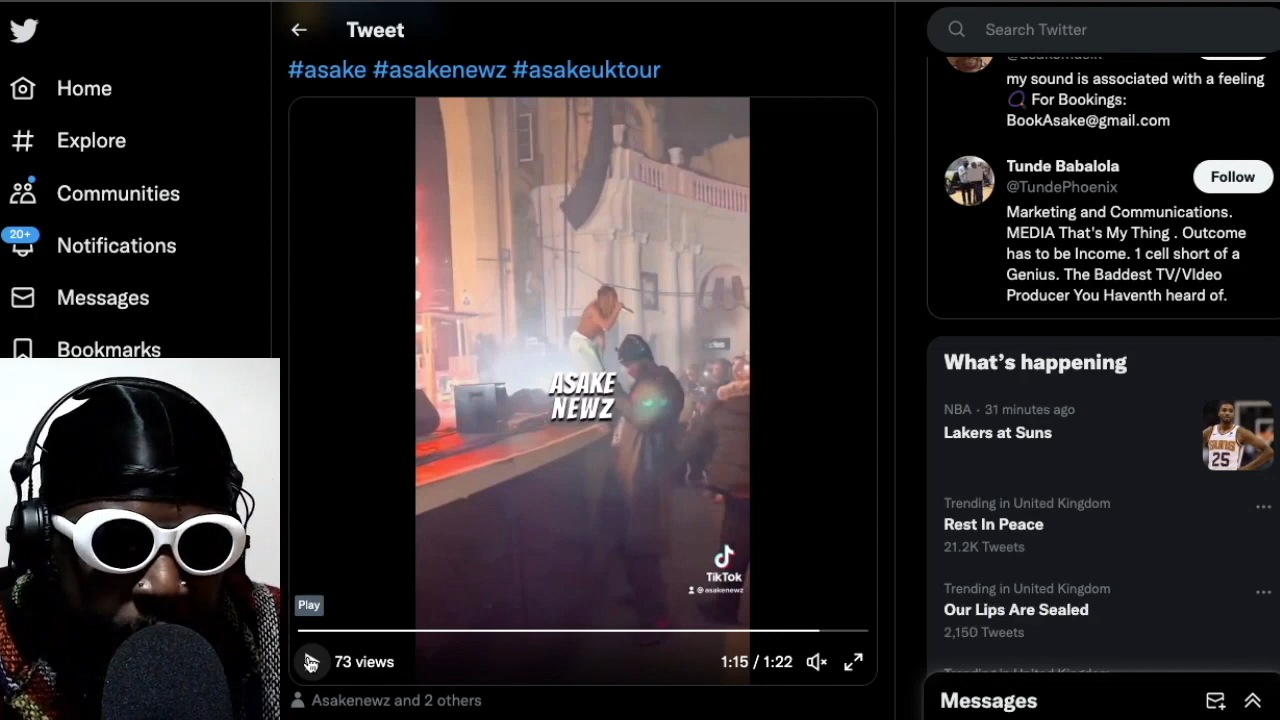 Home
Explore
Communities
20+
Notifications
Messages
Bookmarks
Tweet
#asake #asakenewz #asakeuktour
ASAKE
NEWZ
TikTok
@asakenewz
Play
73 views
1:15 / 1:22
Asakenewz and 2 others
Search Twitter
my sound is associated with a feeling
For Bookings:
BookAsake@gmail.com
Tunde Babalola
@TundePhoenix
Follow
Marketing and Communications.
MEDIA That's My Thing . Outcome
has to be Income. 1 cell short of a
Genius. The Baddest TV/VIdeo
Producer You Haventh heard of.
What's happening
NBA · 31 minutes ago
Lakers at Suns
SUNS
25
Trending in United Kingdom
Rest In Peace
21.2K Tweets
Trending in United Kingdom
Our Lips Are Sealed
2,150 Tweets
Messages